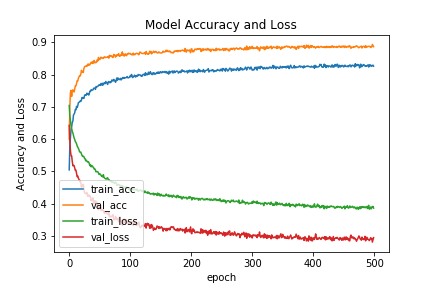 Model Accuracy and Loss
Accuracy and Loss
0.9
0.8
0.7
0.6
0.5
0.4
0.3
train_acc
val_acc
train_loss
val_loss
0 100 200 300 400 500
epoch